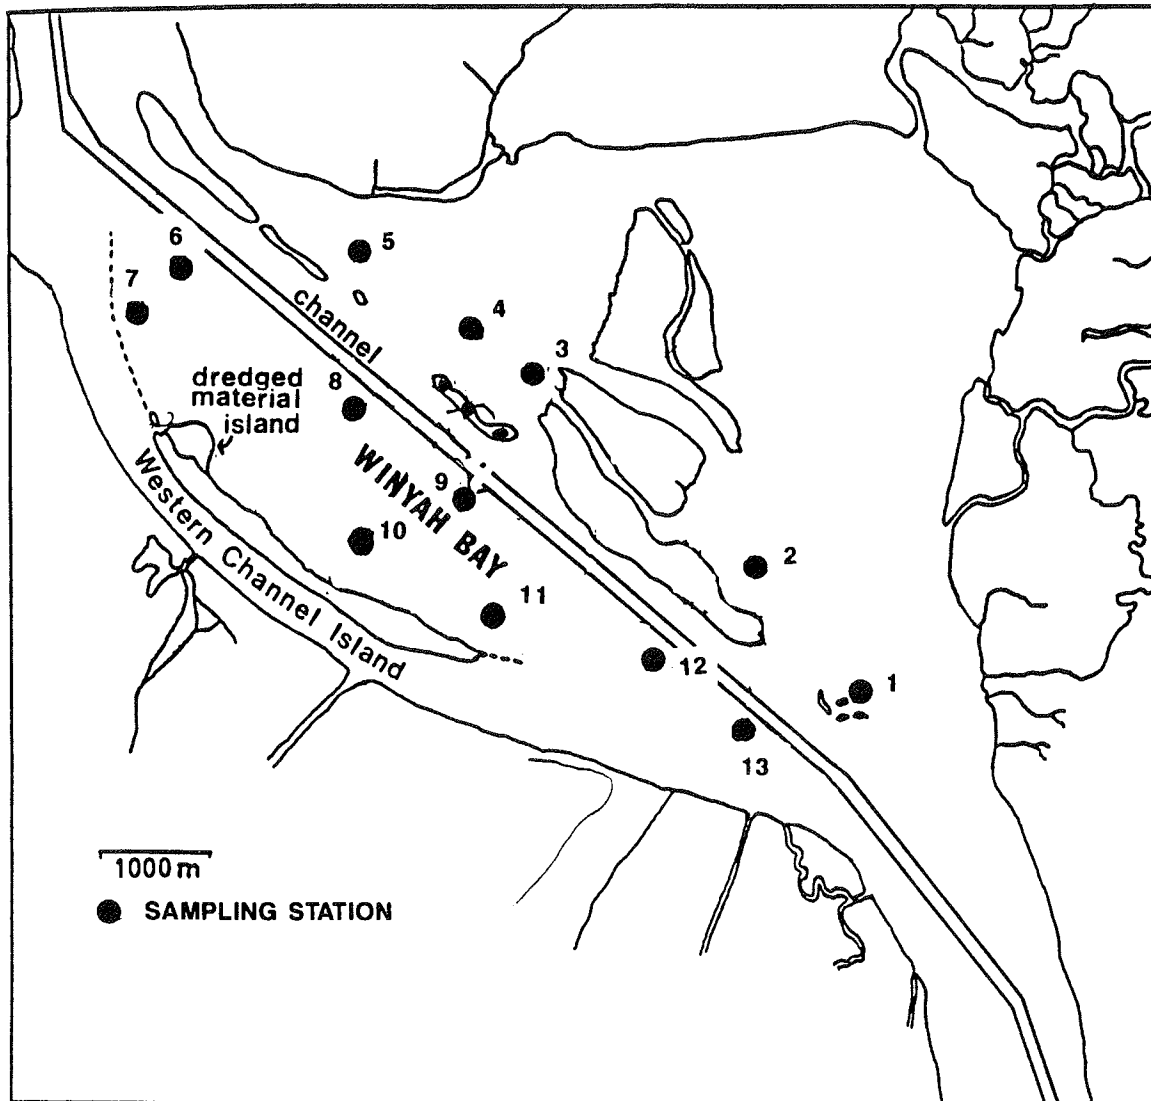 5
6
7
4
channel
3
dredged
material
island
8
9
WINYAH BAY
10
Western Channel Island
2
11
12
1
13
1000 m
SAMPLING STATION